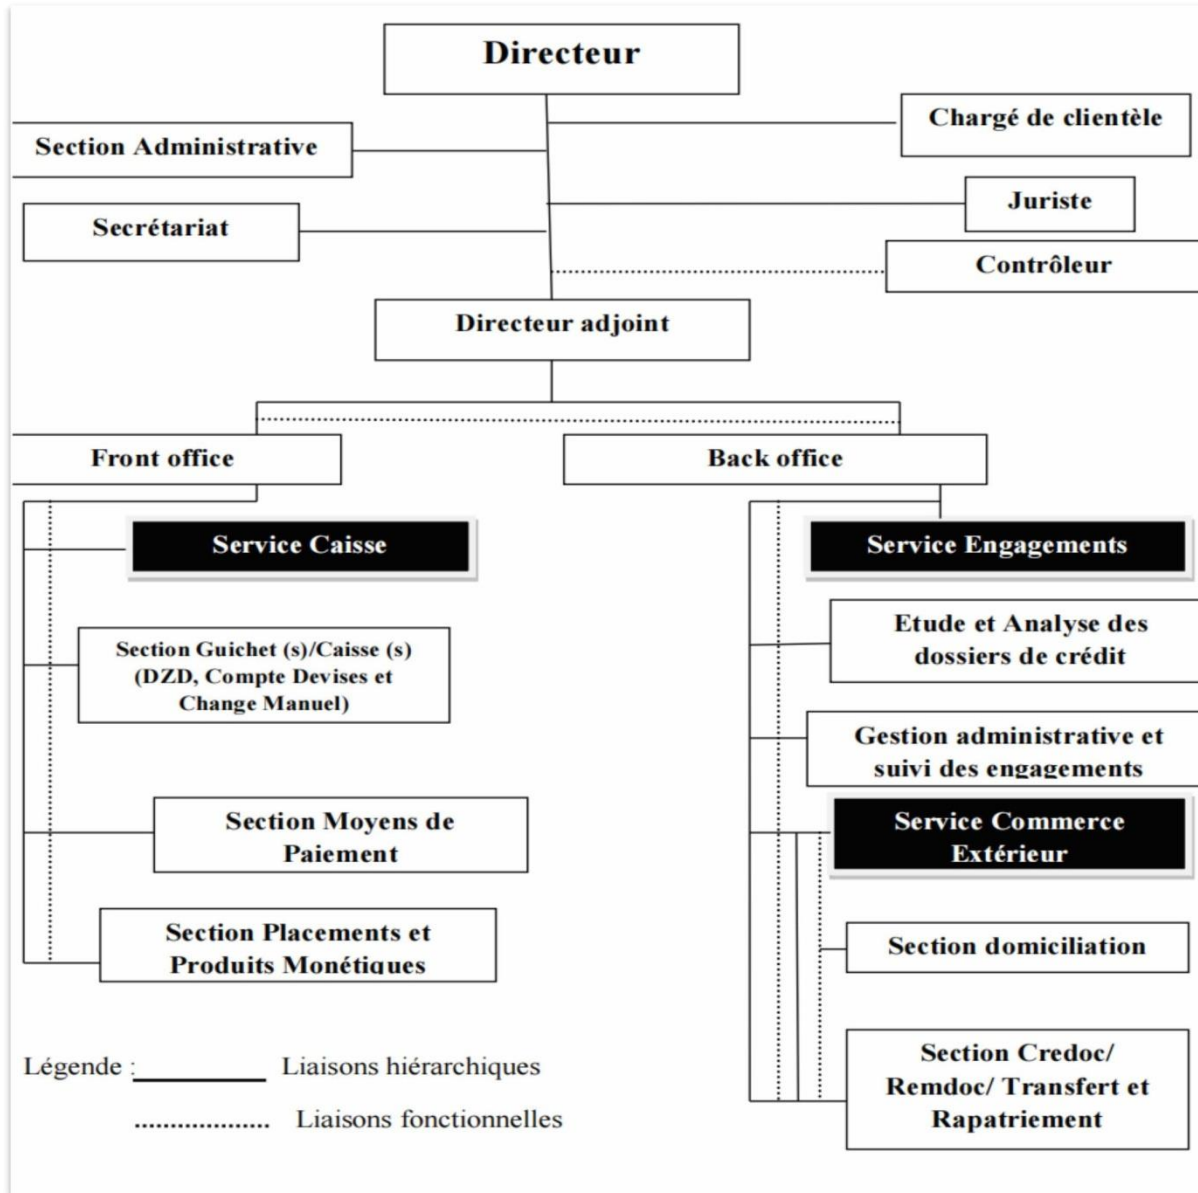 Directeur
Chargé de clientèle
Section Administrative
Juriste
Secrétariat
Contrôleur
Directeur adjoint
Front office
Back office
Service Caisse
Service Engagements
Section Guichet (s)/Caisse (s)
(DZD, Compte Devises et
Change Manuel)
Etude et Analyse des
dossiers de crédit
Gestion administrative et
suivi des engagements
Section Moyens de
Paiement
Service Commerce
Extérieur
Section Placements et
Produits Monétiques
Section domiciliation
Section Credoc/
Remdoc/ Transfert et
Rapatriement
Légende : Liaisons hiérarchiques
Liaisons fonctionnelles